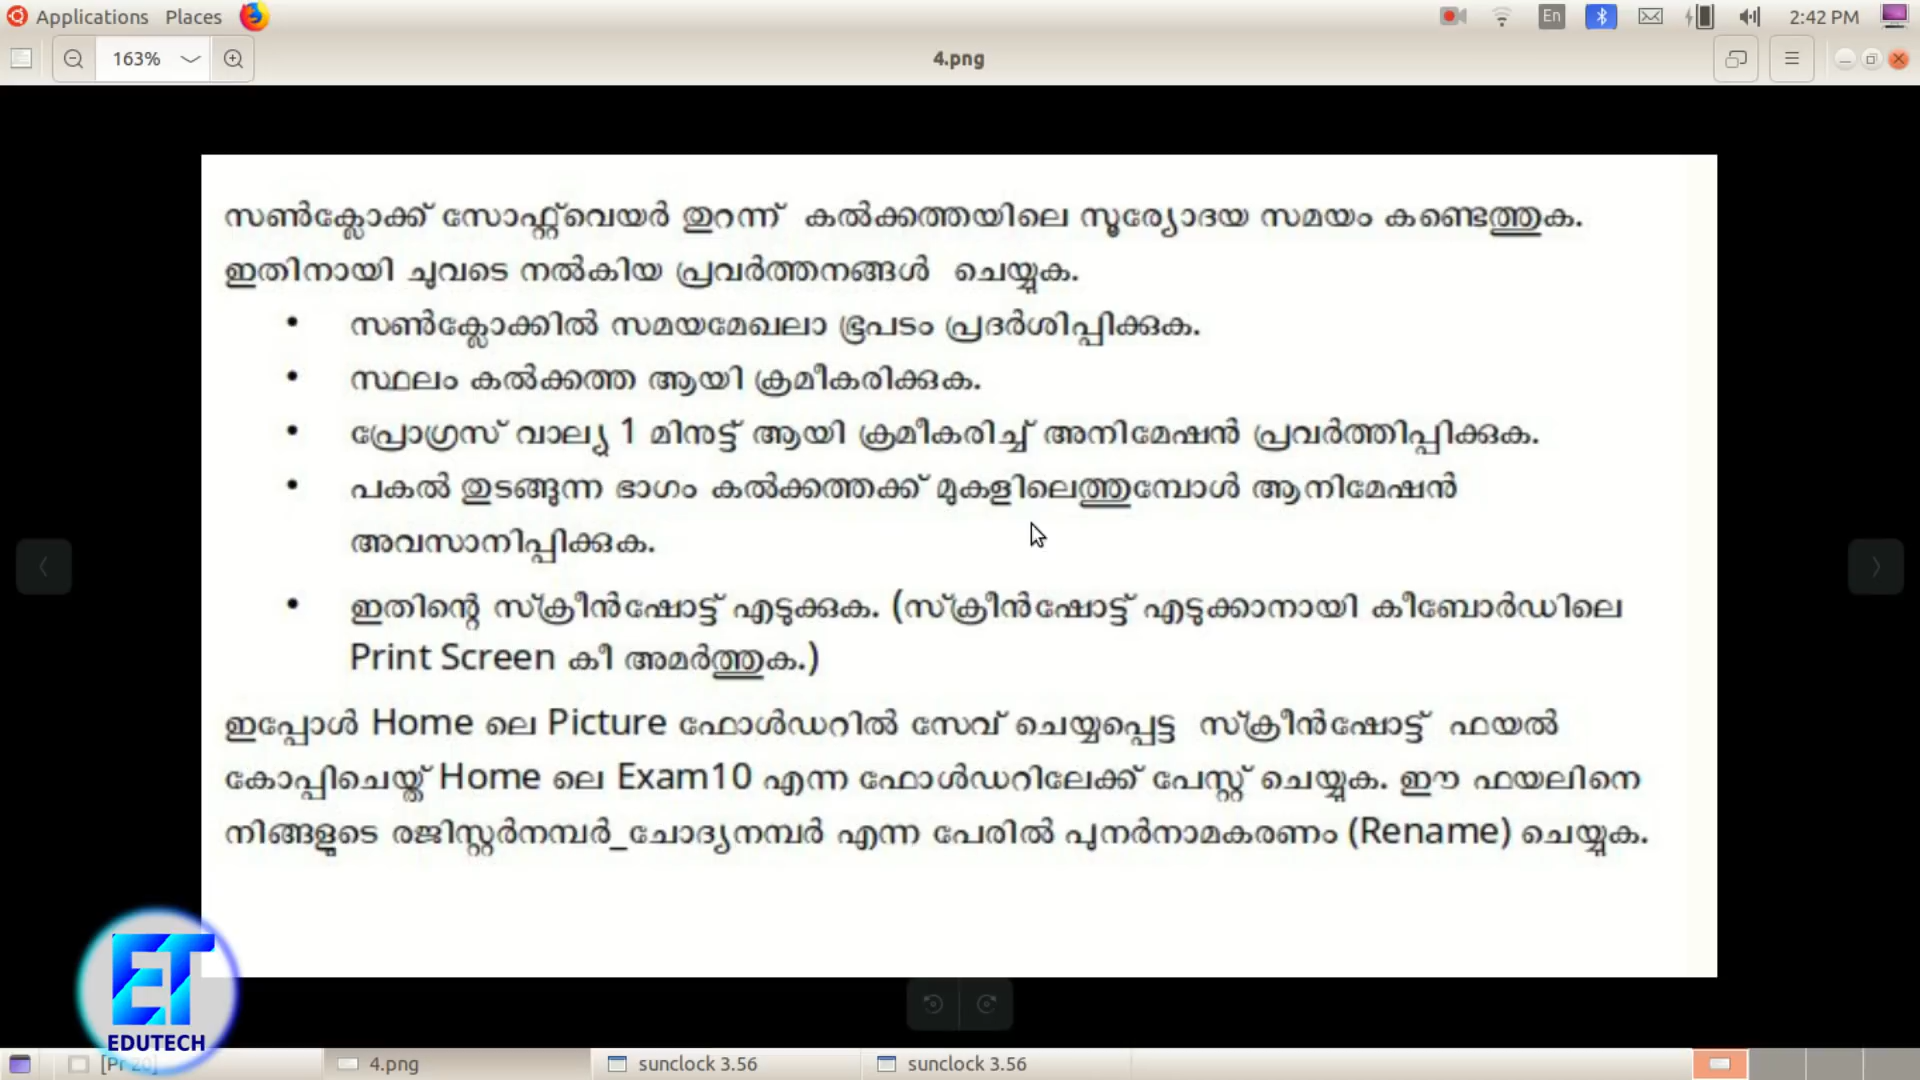 Applications Places En 2:42 PM
163% 4.png
സൺക്ലോക്ക് സോഫ്റ്റ്‌വെയർ തുറന്ന് കൽക്കത്തയിലെ സൂര്യോദയ സമയം കണ്ടെത്തുക.
ഇതിനായി ചുവടെ നൽകിയ പ്രവർത്തനങ്ങൾ ചെയ്യുക.
• സൺക്ലോക്കിൽ സമയമേഖലാ ഭൂപടം പ്രദർശിപ്പിക്കുക.
• സ്ഥലം കൽക്കത്ത ആയി ക്രമീകരിക്കുക.
• പ്രോഗ്രസ് വാല്യു 1 മിനുട്ട് ആയി ക്രമീകരിച്ച് അനിമേഷൻ പ്രവർത്തിപ്പിക്കുക.
• പകൽ തുടങ്ങുന്ന ഭാഗം കൽക്കത്തക്ക് മുകളിലെത്തുമ്പോൾ ആനിമേഷൻ
അവസാനിപ്പിക്കുക.
• ഇതിന്റെ സ്ക്രീൻഷോട്ട് എടുക്കുക. (സ്ക്രീൻഷോട്ട് എടുക്കാനായി കീബോർഡിലെ
Print Screen കീ അമർത്തുക.)
ഇപ്പോൾ Home ലെ Picture ഫോൾഡറിൽ സേവ് ചെയ്യപ്പെട്ട സ്ക്രീൻഷോട്ട് ഫയൽ
കോപ്പിചെയ്ത് Home ലെ Exam10 എന്ന ഫോൾഡറിലേക്ക് പേസ്റ്റ് ചെയ്യുക. ഈ ഫയലിനെ
നിങ്ങളുടെ രജിസ്റ്റർനമ്പർ_ചോദ്യനമ്പർ എന്ന പേരിൽ പുനർനാമകരണം (Rename) ചെയ്യുക.
ET
EDUTECH
4.png sunclock 3.56 sunclock 3.56